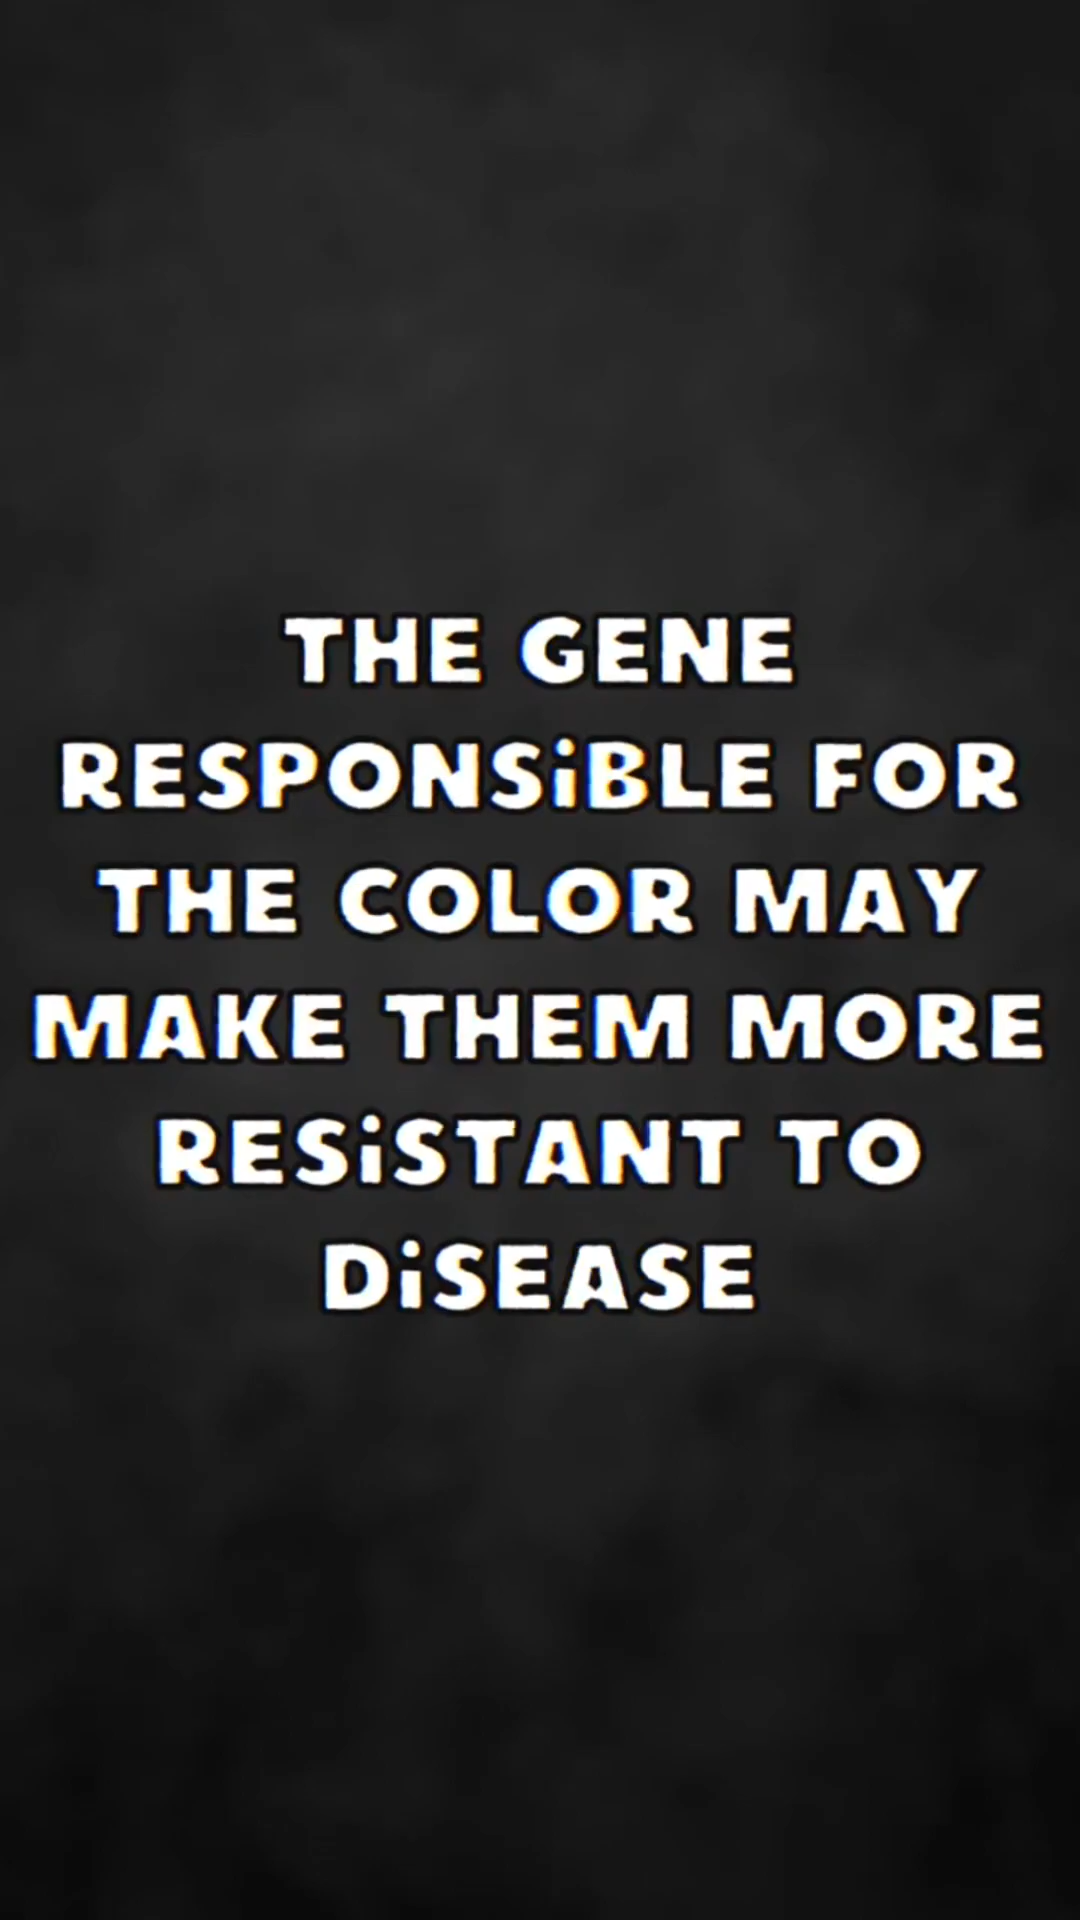 THE GENE
RESPONSiBLE FOR
THE COLOR MAY
MAKE THEM MORE
RESiSTANT TO
DiSEASE